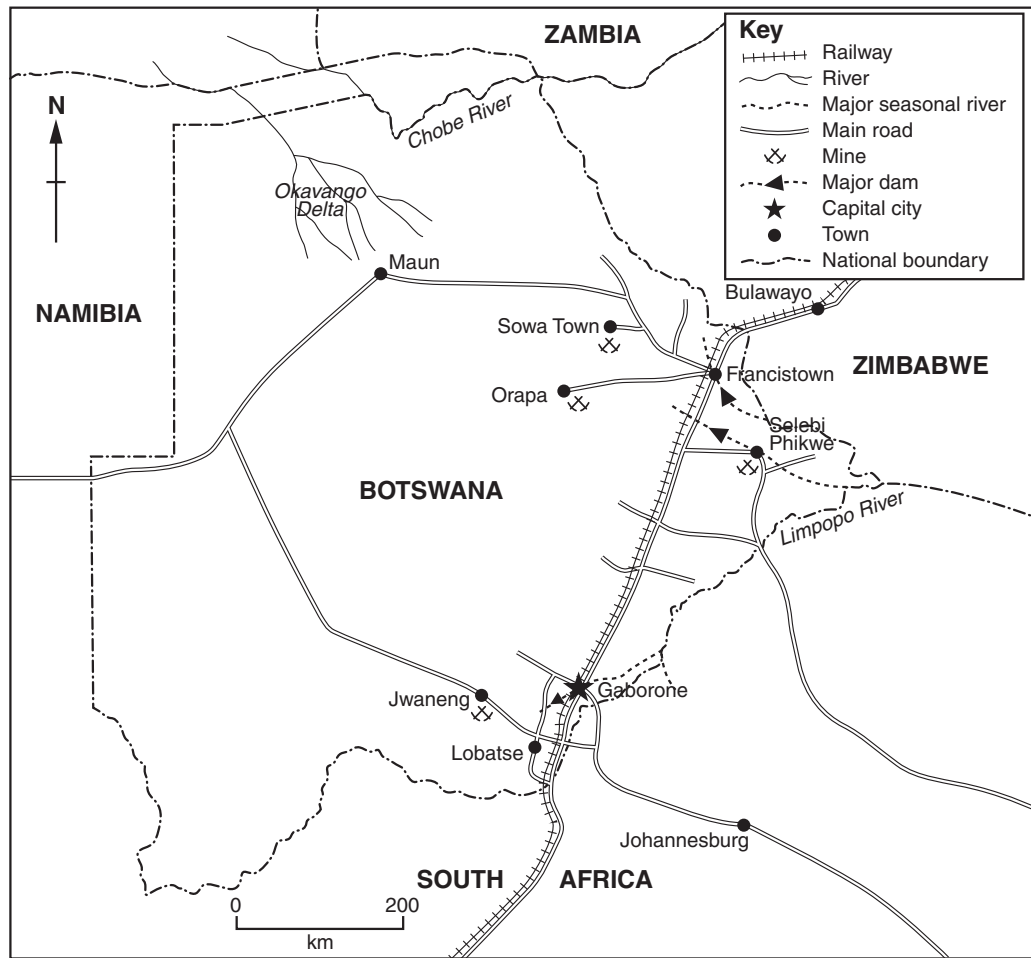 ZAMBIA
Key
Railway
River
Major seasonal river
Main road
Mine
Major dam
Capital city
Town
National boundary
N
Chobe River
Okavango
Delta
Maun
NAMIBIA
Bulawayo
Sowa Town
ZIMBABWE
Francistown
Orapa
Selebi
Phikwe
BOTSWANA
Limpopo River
Gaborone
Jwaneng
Lobatse
Johannesburg
SOUTH AFRICA
0 200
km